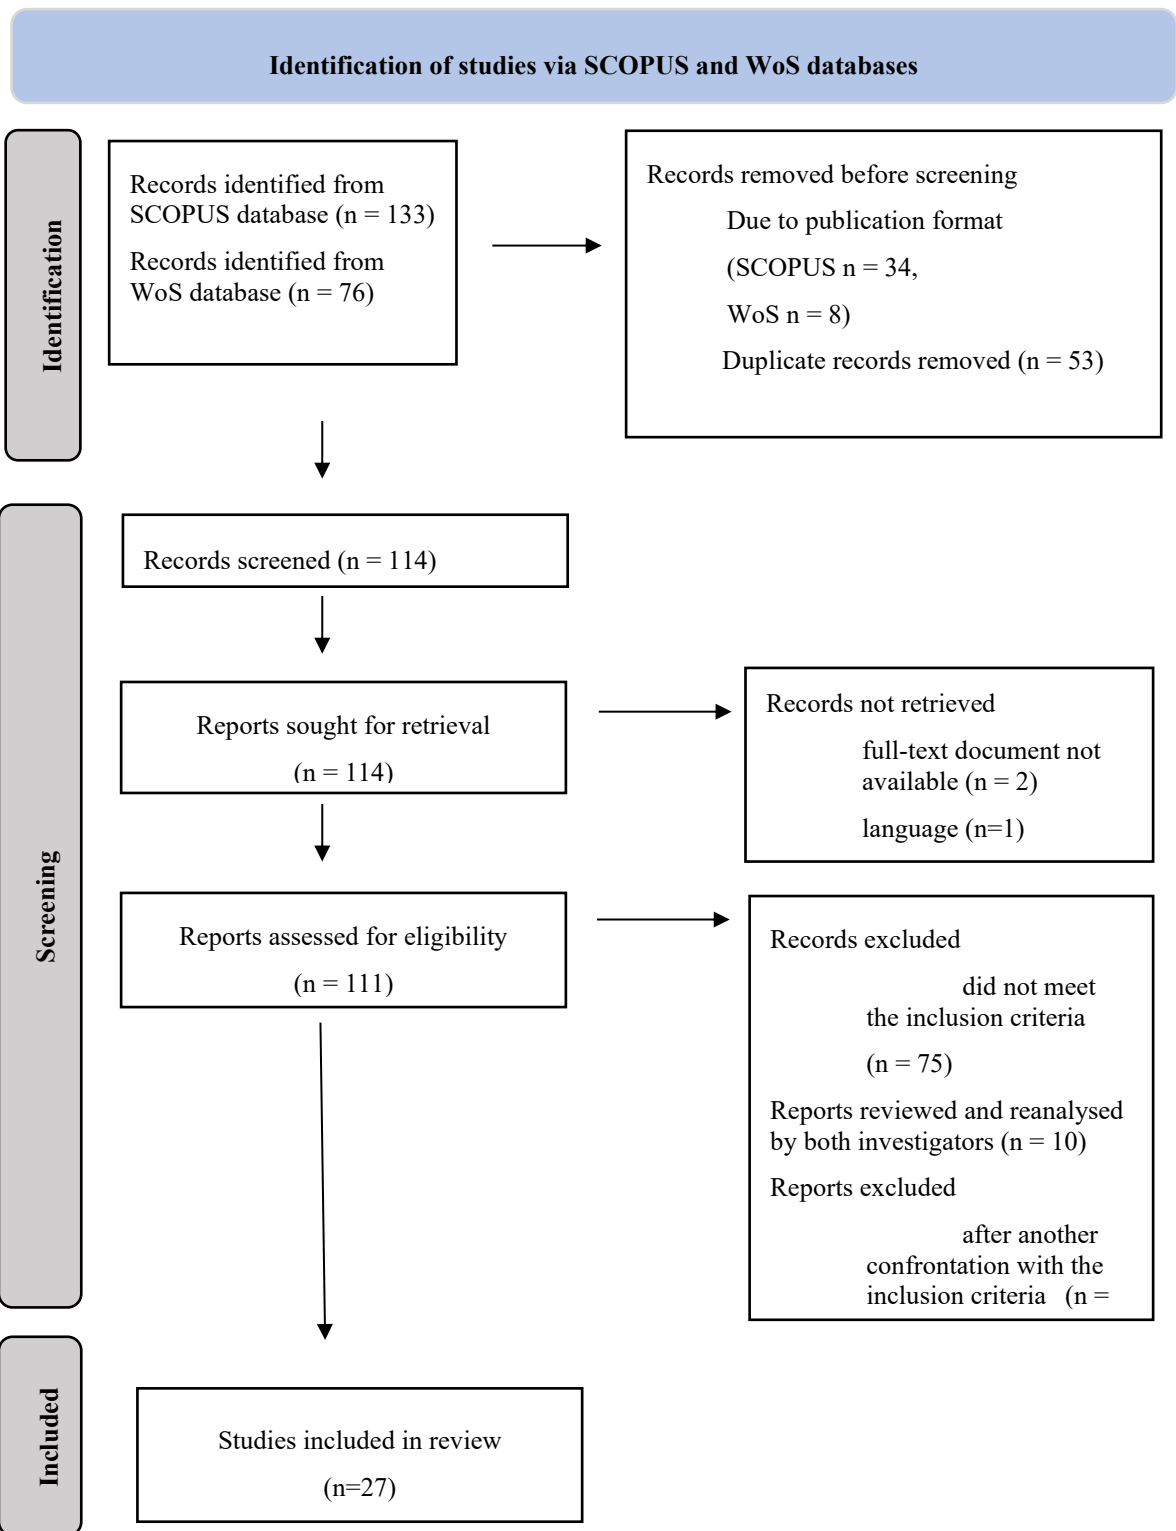 Identification of studies via SCOPUS and WoS databases
Identification
Records identified from
SCOPUS database (n = 133)
Records identified from
WoS database (n = 76)
Records removed before screening
Due to publication format
(SCOPUS n = 34,
WoS n = 8)
Duplicate records removed (n = 53)
Screening
Records screened (n = 114)
Reports sought for retrieval
(n = 114)
Records not retrieved
full-text document not
available (n = 2)
language (n=1)
Reports assessed for eligibility
(n = 111)
Records excluded
did not meet
the inclusion criteria
(n = 75)
Reports reviewed and reanalysed
by both investigators (n = 10)
Reports excluded
after another
confrontation with the
inclusion criteria (n =
Included
Studies included in review
(n=27)